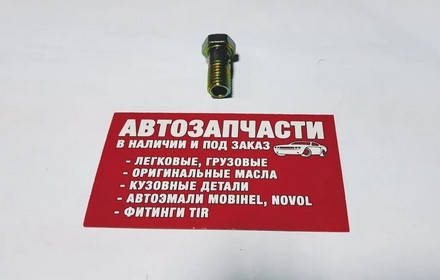 АВТОЗАПЧАСТИ
В НАЛИЧИИ И ПОД ЗАКАЗ
- ЛЕГКОВЫЕ, ГРУЗОВЫЕ
- ОРИГИНАЛЬНЫЕ МАСЛА
- КУЗОВНЫЕ ДЕТАЛИ
- АВТОЭМАЛИ MOBIHEL, NOVOL
- ФИТИНГИ TIR